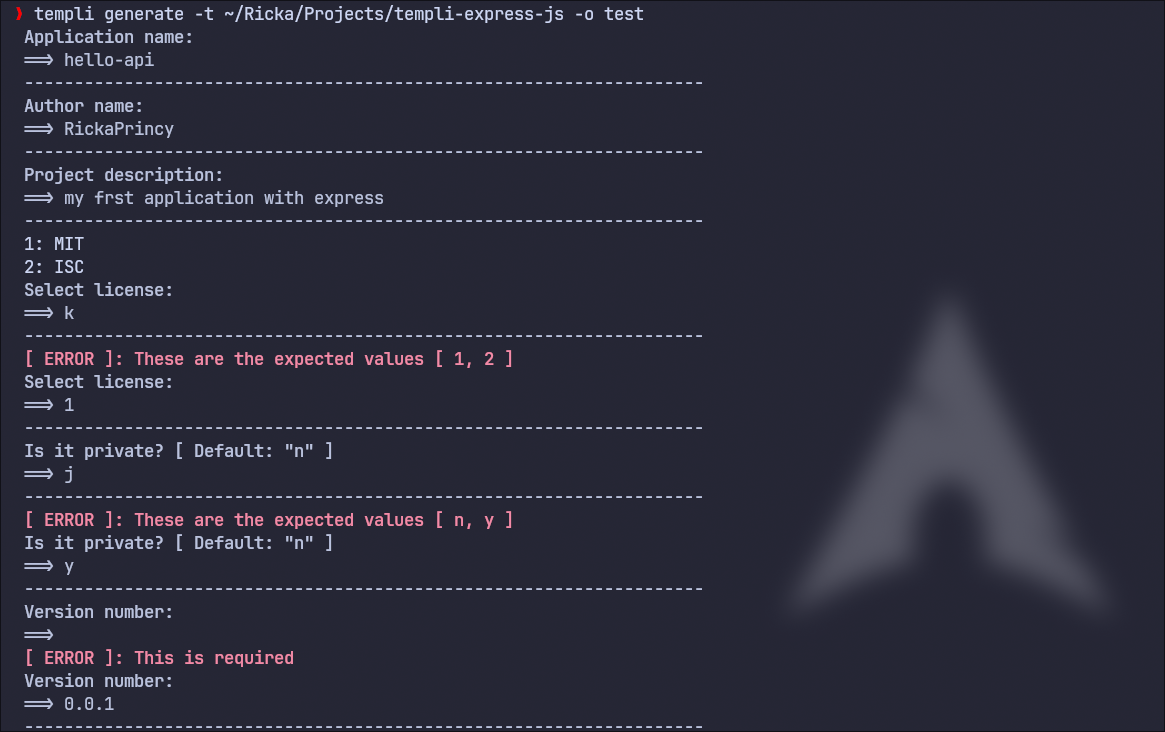 ❯ templi generate -t ~/Ricka/Projects/templi-express-js -o test
Application name:
==> hello-api
--------------------------------------------------------------------
Author name:
==> RickaPrincy
--------------------------------------------------------------------
Project description:
==> my frst application with express
--------------------------------------------------------------------
1: MIT
2: ISC
Select license:
==> k
--------------------------------------------------------------------
[ ERROR ]: These are the expected values [ 1, 2 ]
Select license:
==> 1
--------------------------------------------------------------------
Is it private? [ Default: "n" ]
==> j
--------------------------------------------------------------------
[ ERROR ]: These are the expected values [ n, y ]
Is it private? [ Default: "n" ]
==> y
--------------------------------------------------------------------
Version number:
==>
[ ERROR ]: This is required
Version number:
==> 0.0.1
--------------------------------------------------------------------